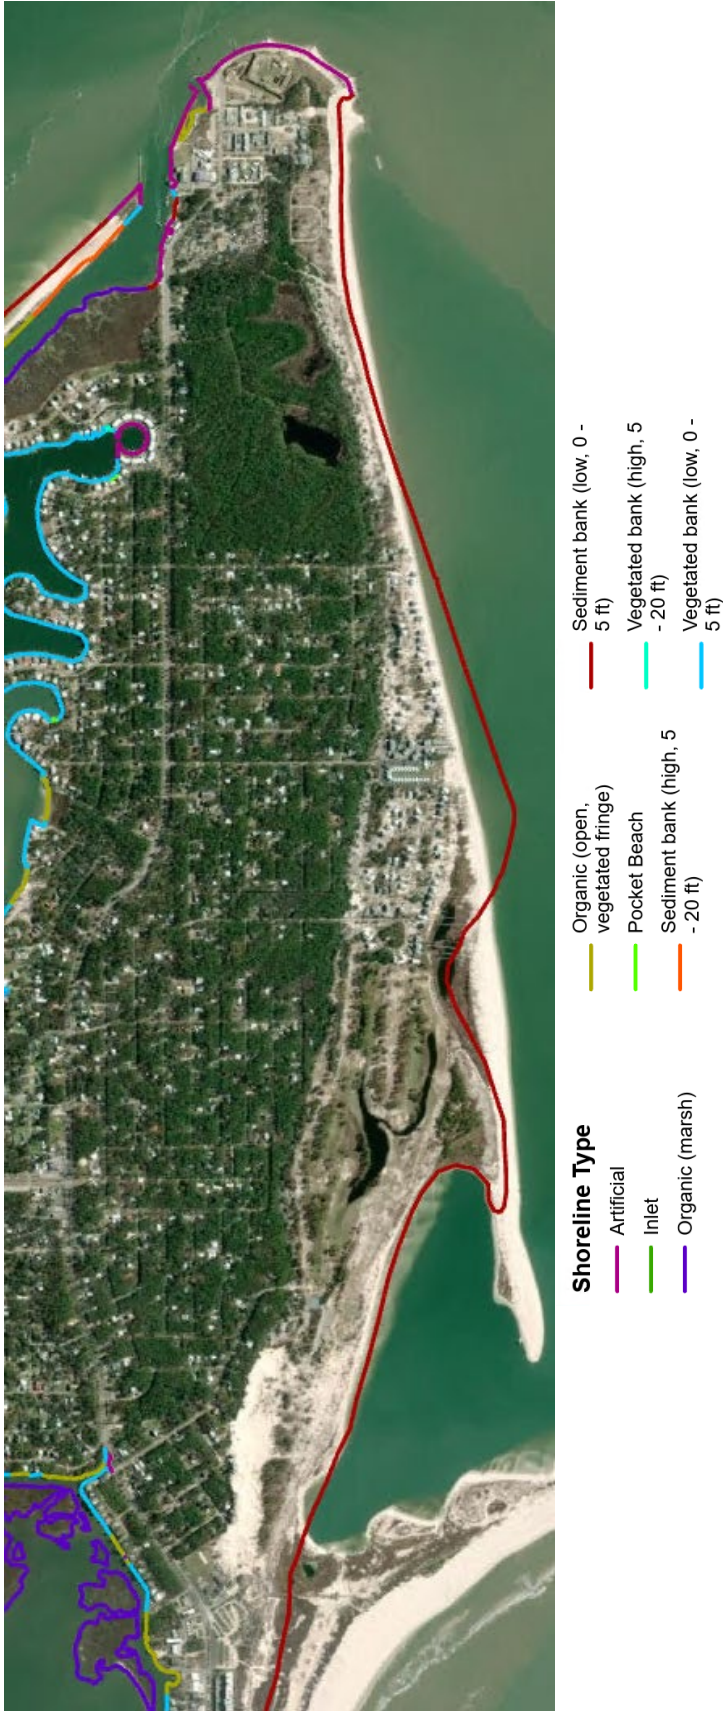 Shoreline Type
Artificial
Inlet
Organic (marsh)
Organic (open,
vegetated fringe)
Pocket Beach
Sediment bank (high, 5
- 20 ft)
Sediment bank (low, 0 -
5 ft)
Vegetated bank (high, 5
- 20 ft)
Vegetated bank (low, 0 -
5 ft)